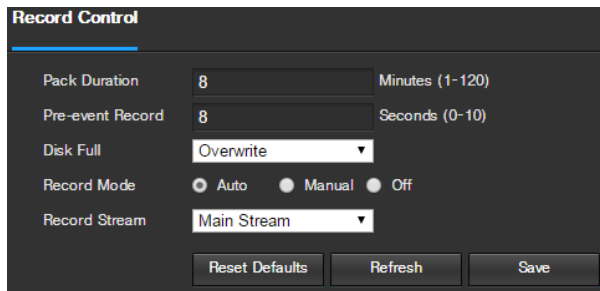 Record Control
Pack Duration 8 Minutes (1-120)
Pre-event Record 8 Seconds (0-10)
Disk Full Overwrite
Record Mode Auto Manual Off
Record Stream Main Stream
Reset Defaults Refresh Save